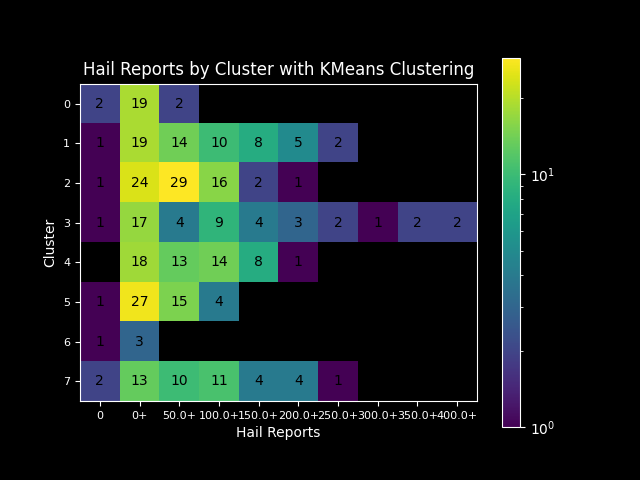 Hail Reports by Cluster with KMeans Clustering
0 2 19 2
1 1 19 14 10 8 5 2
2 1 24 29 16 2 1
3 1 17 4 9 4 3 2 1 2 2
4 18 13 14 8 1
5 1 27 15 4
6 1 3
7 2 13 10 11 4 4 1
Cluster
0 0+ 50.0+ 100.0+ 150.0+ 200.0+ 250.0+ 300.0+ 350.0+ 400.0+
Hail Reports
10¹
10⁰